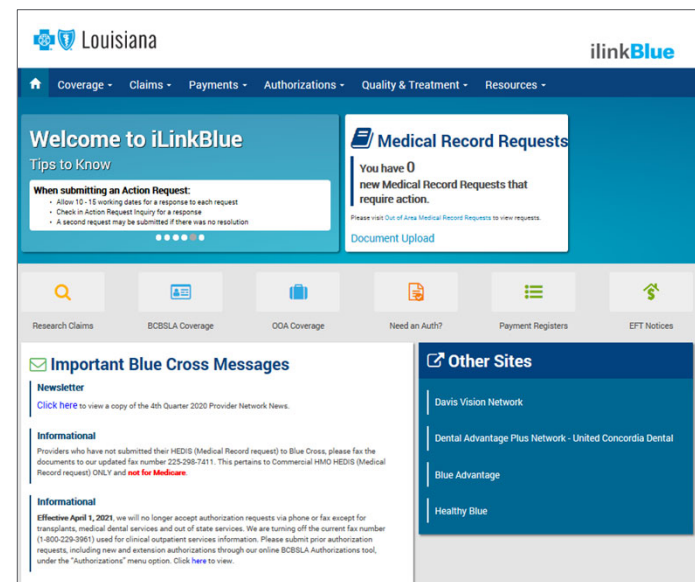 Louisiana
ilinkBlue
Coverage Claims Payments Authorizations Quality & Treatment Resources
Welcome to iLinkBlue
Tips to Know
When submitting an Action Request:
• Allow 10 - 15 working dates for a response to each request
• Check in Action Request Inquiry for a response
• A second request may be submitted if there was no resolution
Medical Record Requests
You have 0
new Medical Record Requests that
require action.
Please visit Out of Area Medical Record Requests to view requests.
Document Upload
Research Claims
BCBSLA Coverage
OOA Coverage
Need an Auth?
Payment Registers
EFT Notices
Important Blue Cross Messages
Newsletter
Click here to view a copy of the 4th Quarter 2020 Provider Network News.
Informational
Providers who have not submitted their HEDIS (Medical Record request) to Blue Cross, please fax the
documents to our updated fax number 225-298-7411. This pertains to Commercial HMO HEDIS (Medical
Record request) ONLY and not for Medicare.
Informational
Effective April 1, 2021, we will no longer accept authorization requests via phone or fax except for
transplants, medical dental services and out of state services. We are turning off the current fax number
(1-800-229-3961) used for clinical outpatient services information. Please submit prior authorization
requests, including new and extension authorizations through our online BCBSLA Authorizations tool,
under the "Authorizations" menu option. Click here to view.
Other Sites
Davis Vision Network
Dental Advantage Plus Network - United Concordia Dental
Blue Advantage
Healthy Blue